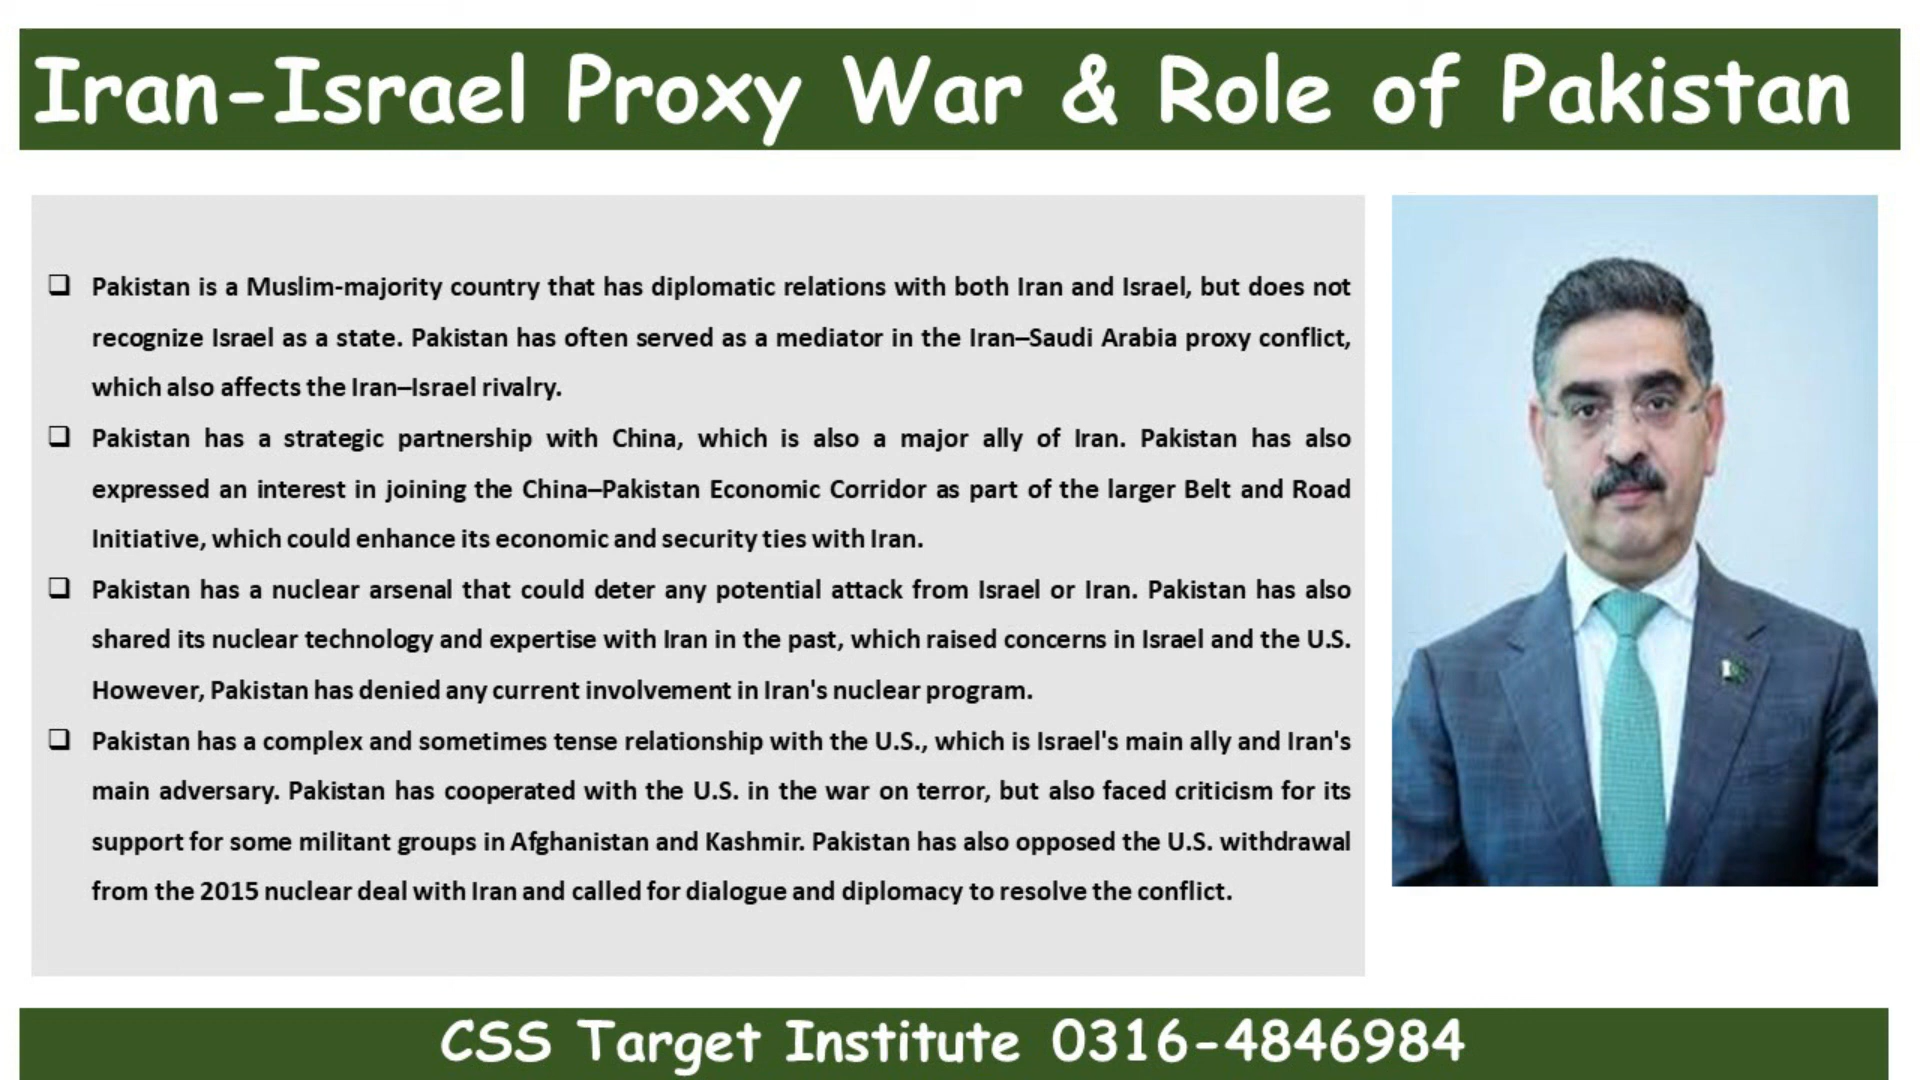 Iran-Israel Proxy War & Role of Pakistan
❑ Pakistan is a Muslim-majority country that has diplomatic relations with both Iran and Israel, but does not
recognize Israel as a state. Pakistan has often served as a mediator in the Iran–Saudi Arabia proxy conflict,
which also affects the Iran–Israel rivalry.
❑ Pakistan has a strategic partnership with China, which is also a major ally of Iran. Pakistan has also
expressed an interest in joining the China–Pakistan Economic Corridor as part of the larger Belt and Road
Initiative, which could enhance its economic and security ties with Iran.
❑ Pakistan has a nuclear arsenal that could deter any potential attack from Israel or Iran. Pakistan has also
shared its nuclear technology and expertise with Iran in the past, which raised concerns in Israel and the U.S.
However, Pakistan has denied any current involvement in Iran's nuclear program.
❑ Pakistan has a complex and sometimes tense relationship with the U.S., which is Israel's main ally and Iran's
main adversary. Pakistan has cooperated with the U.S. in the war on terror, but also faced criticism for its
support for some militant groups in Afghanistan and Kashmir. Pakistan has also opposed the U.S. withdrawal
from the 2015 nuclear deal with Iran and called for dialogue and diplomacy to resolve the conflict.
CSS Target Institute 0316-4846984